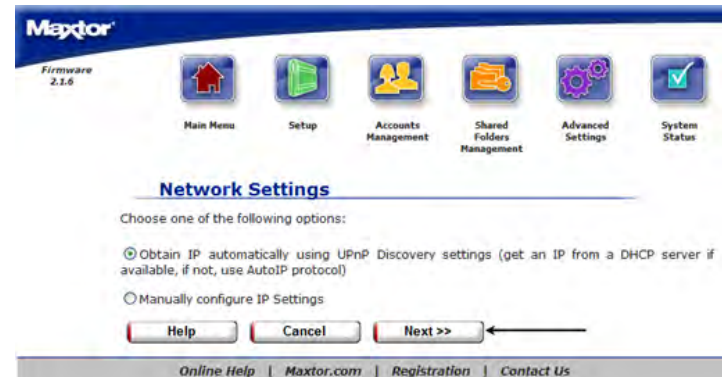 Maxtor
Firmware
2.1.6
Main Menu
Setup
Accounts
Management
Shared
Folders
Management
Advanced
Settings
System
Status
Network Settings
Choose one of the following options:
Obtain IP automatically using UPnP Discovery settings (get an IP from a DHCP server if
available, if not, use AutoIP protocol)
Manually configure IP Settings
Help
Cancel
Next >>
Online Help | Maxtor.com | Registration | Contact Us